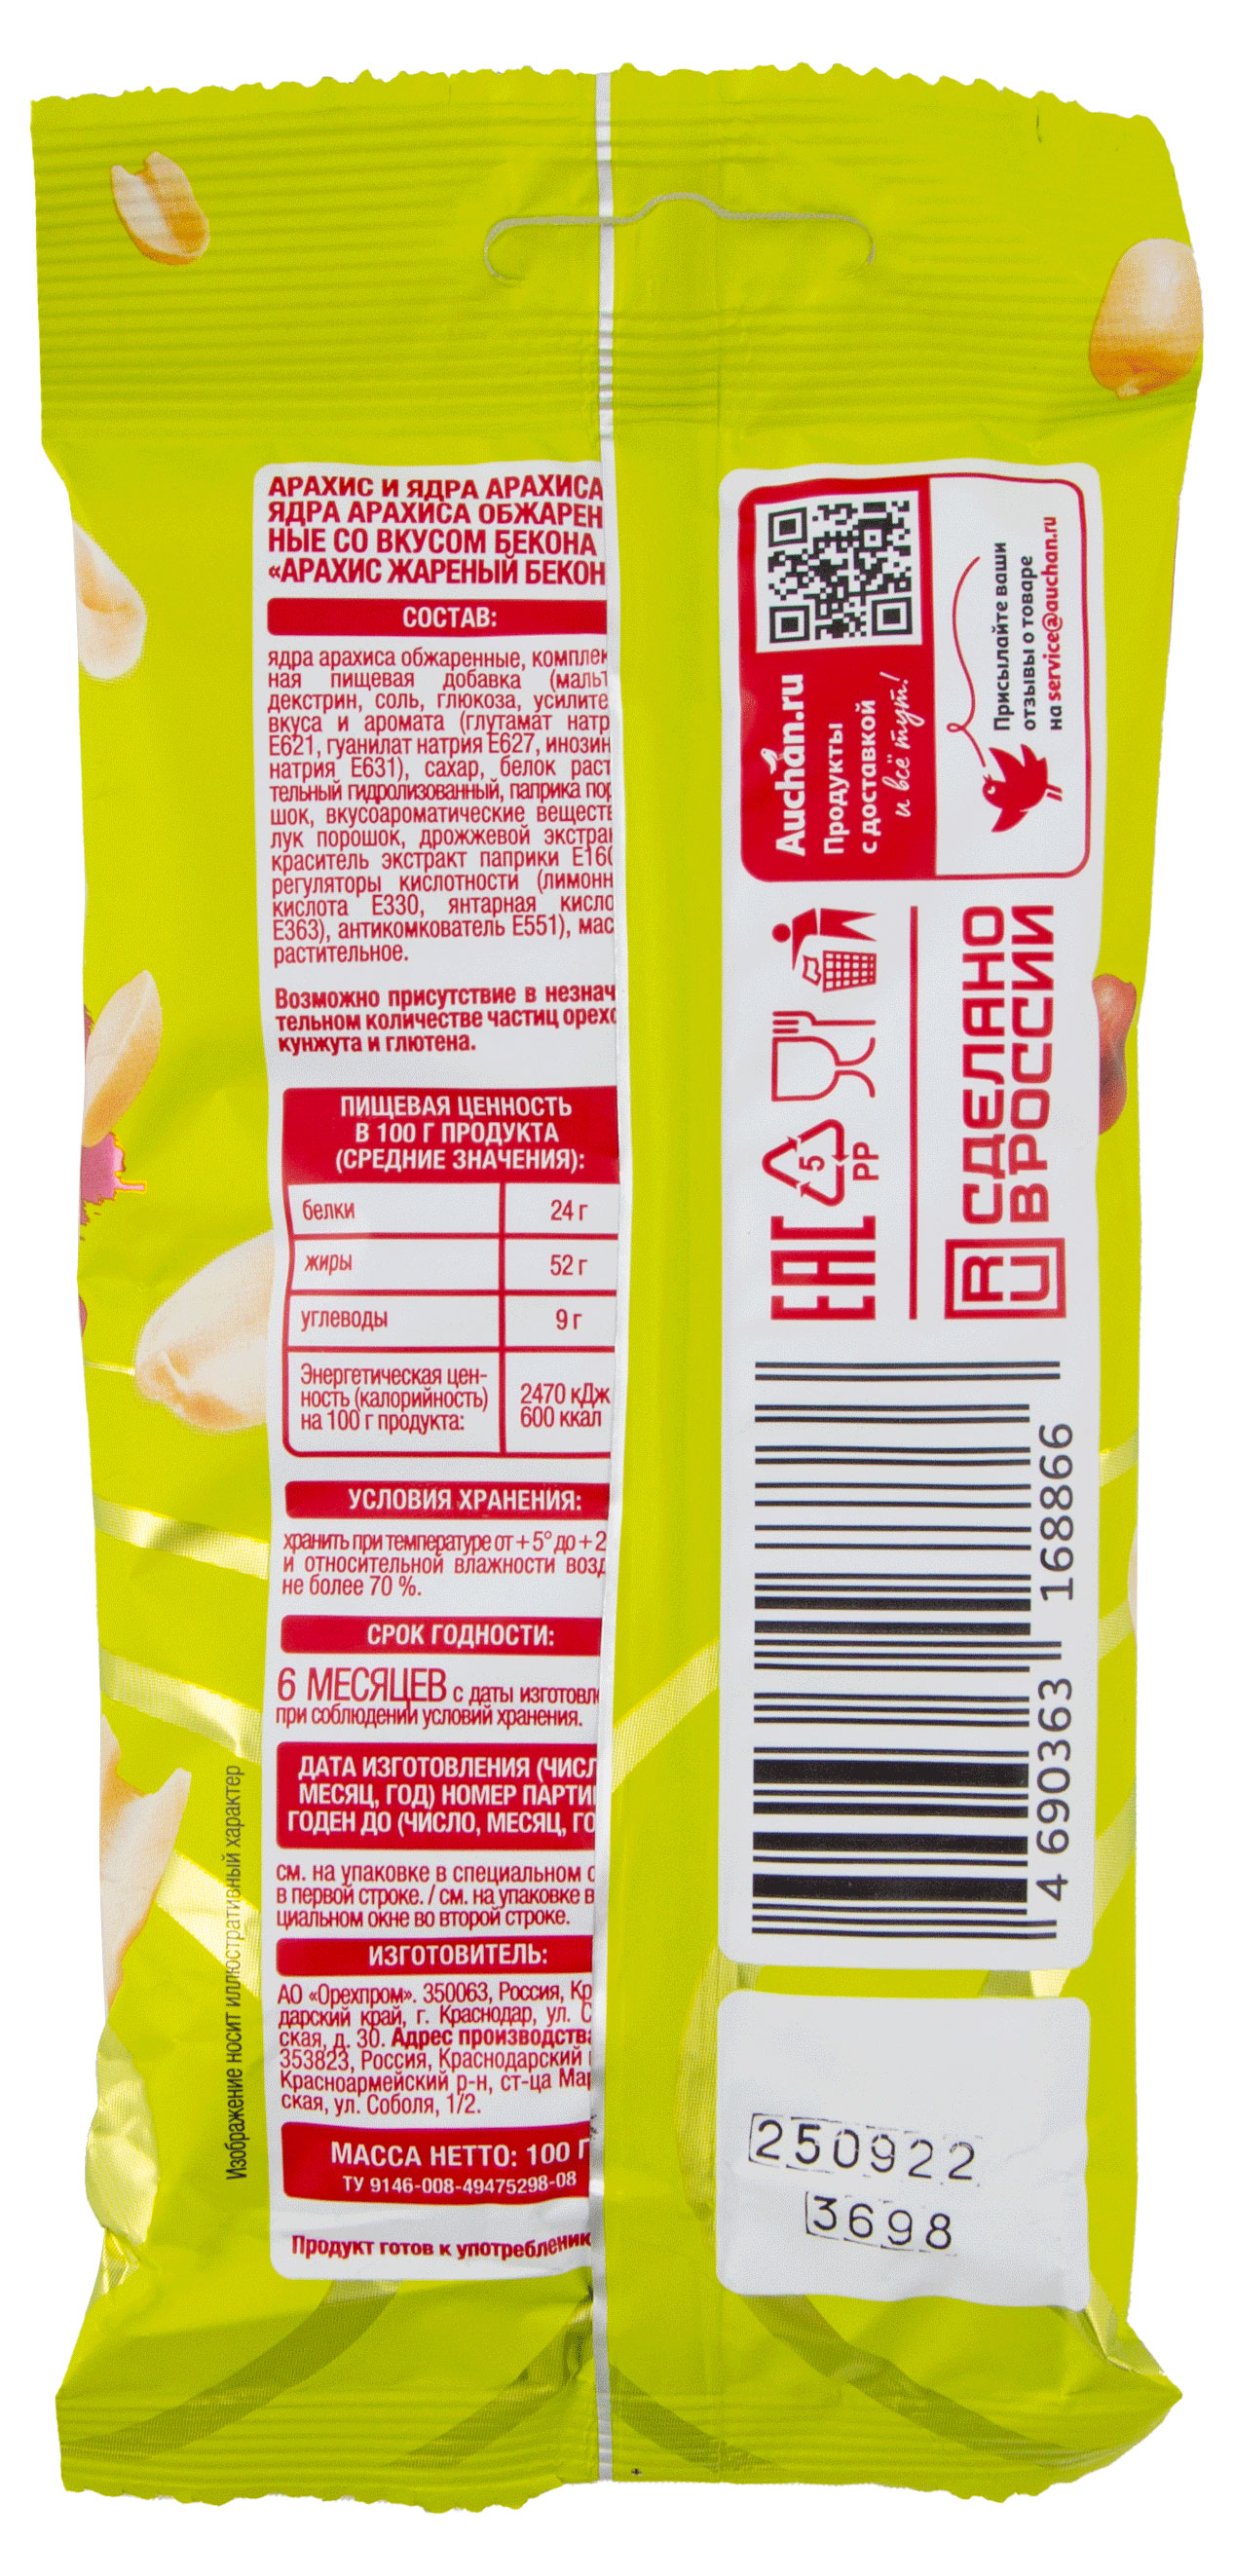 АРАХИС И ЯДРА АРАХИСА
ЯДРА АРАХИСА ОБЖАРЕН
НЫЕ СО ВКУСОМ БЕКОНА
«АРАХИС ЖАРЕНЫЙ БЕКОН
СОСТАВ:
ядра арахиса обжаренные, комплек
ная пищевая добавка (маль
декстрин, соль, глюкоза, усилите
вкуса и аромата (глутамат натр
Е621, гуанилат натрия Е627, инозин
натрия Е631), сахар, белок раст
тельный гидролизованный, паприка пор
шок, вкусоароматические вещест
лук порошок, дрожжевой экстра
краситель экстракт паприки Е160
регуляторы кислотности (лимонн
кислота Е330, янтарная кисло
Е363), антикомкователь Е551), мас
растительное.
Возможно присутствие в незнач
тельном количестве частиц орехо
кунжута и глютена.
ПИЩЕВАЯ ЦЕННОСТЬ
В 100 Г ПРОДУКТА
(СРЕДНИЕ ЗНАЧЕНИЯ):
белки 24 г
жиры 52 г
углеводы 9 г
Энергетическая цен-
ность (калорийность) 2470 кДж
на 100 г продукта: 600 ккал
УСЛОВИЯ ХРАНЕНИЯ:
хранить при температуре от +5° до +2
и относительной влажности возд
не более 70 %.
СРОК ГОДНОСТИ:
6 МЕСЯЦЕВ с даты изготовл
при соблюдении условий хранения.
ДАТА ИЗГОТОВЛЕНИЯ (ЧИСЛ
МЕСЯЦ, ГОД) НОМЕР ПАРТИ
ГОДЕН ДО (ЧИСЛО, МЕСЯЦ, ГО
см. на упаковке в специальном о
в первой строке. / см. на упаковке в
циальном окне во второй строке.
ИЗГОТОВИТЕЛЬ:
АО «Орехпром». 350063, Россия, Кр
дарский край, г. Краснодар, ул. С
ская, д. 30. Адрес производства
353823, Россия, Краснодарский
Красноармейский р-н, ст-ца Мар
ская, ул. Соболя, 1/2.
МАССА НЕТТО: 100 Г
ТУ 9146-008-49475298-08
Продукт готов к употреблению
Изображение носит иллюстративный характер
Auchan.ru
Продукты
с доставкой
и всё тут!
Присылайте ваши
отзывы о товаре
на service@auchan.ru
EAC
5
PP
RU
СДЕЛАНО
В РОССИИ
4 690363 168866
250922
3698